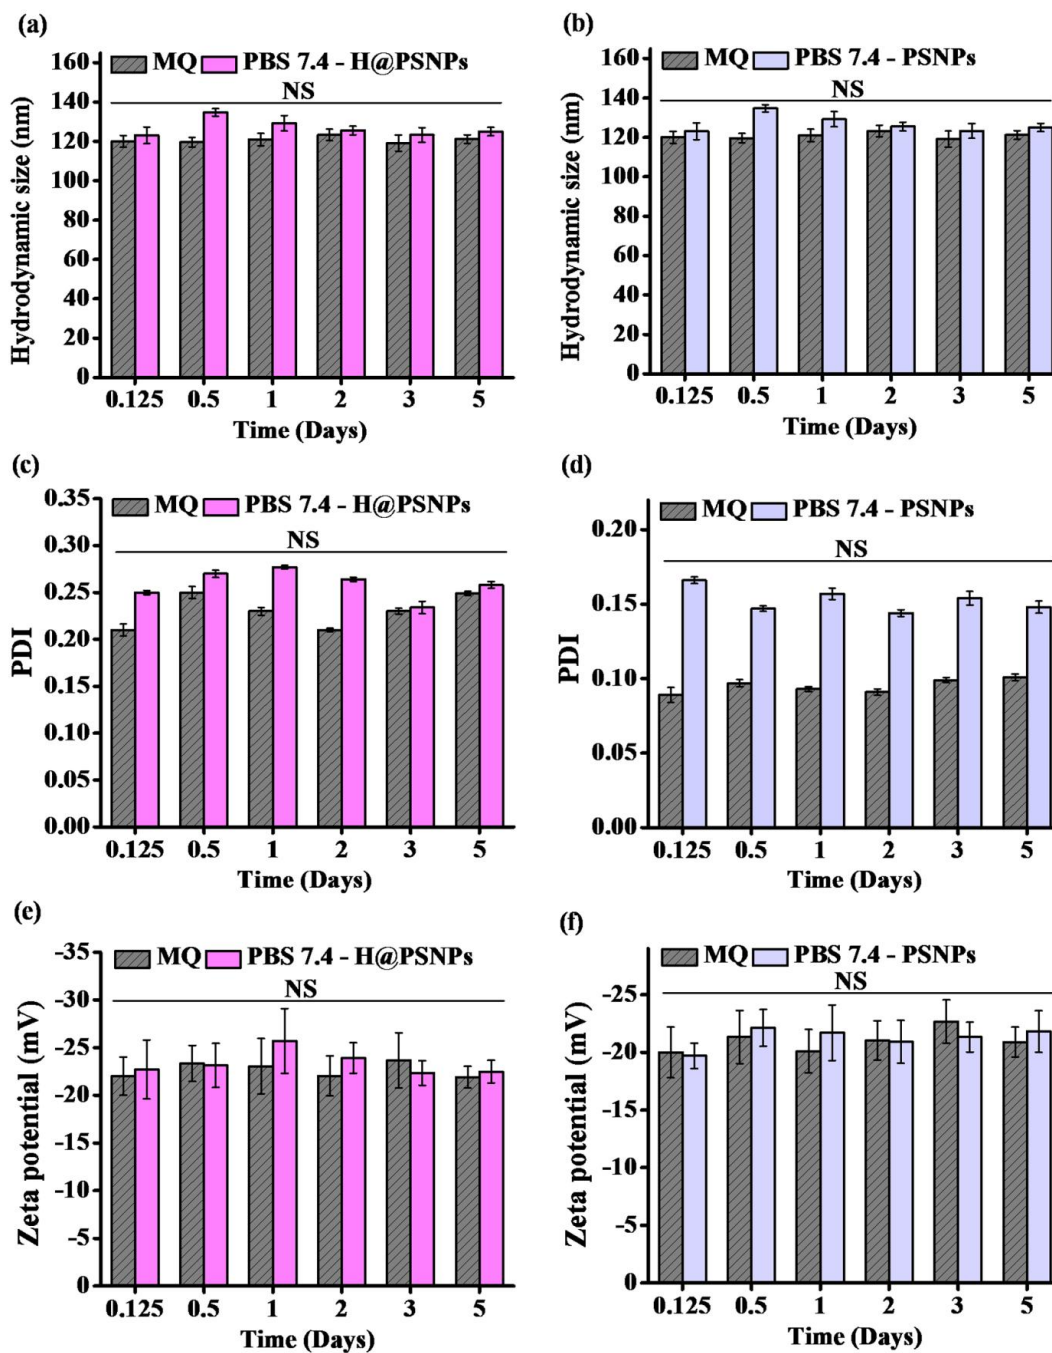 (a)
MQ PBS 7.4 - H@PSNPs
NS
160
140
120
100
80
60
40
20
0
Hydrodynamic size (nm)
0.125 0.5 1 2 3 5
Time (Days)
(b)
MQ PBS 7.4 - PSNPs
NS
160
140
120
100
80
60
40
20
0
Hydrodynamic size (nm)
0.125 0.5 1 2 3 5
Time (Days)
(c)
MQ PBS 7.4 - H@PSNPs
NS
0.35
0.30
0.25
0.20
0.15
0.10
0.05
0.00
PDI
0.125 0.5 1 2 3 5
Time (Days)
(d)
MQ PBS 7.4 - PSNPs
NS
0.20
0.15
0.10
0.05
0.00
PDI
0.125 0.5 1 2 3 5
Time (Days)
(e)
MQ PBS 7.4 - H@PSNPs
NS
-35
-30
-25
-20
-15
-10
-5
0
Zeta potential (mV)
0.125 0.5 1 2 3 5
Time (Days)
(f)
MQ PBS 7.4 - PSNPs
NS
-25
-20
-15
-10
-5
0
Zeta potential (mV)
0.125 0.5 1 2 3 5
Time (Days)